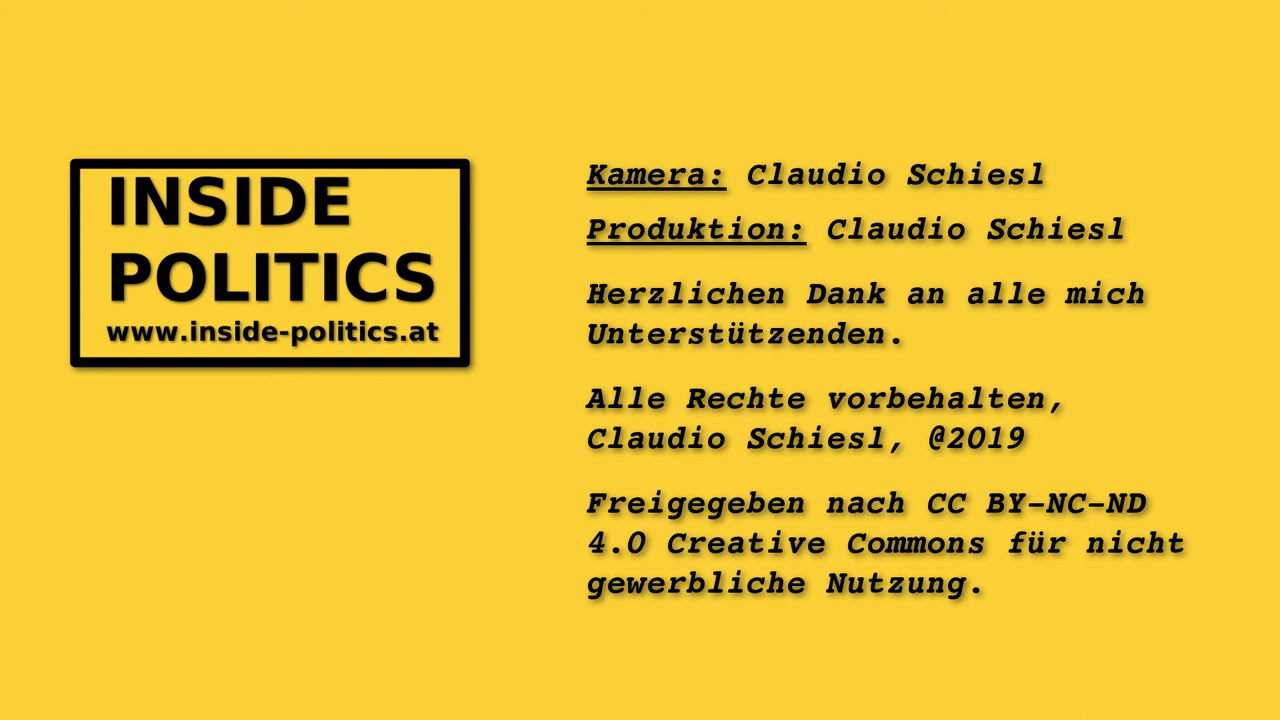 INSIDE
POLITICS
www.inside-politics.at
Kamera: Claudio Schiesl
Produktion: Claudio Schiesl
Herzlichen Dank an alle mich
Unterstützenden.
Alle Rechte vorbehalten,
Claudio Schiesl, @2019
Freigegeben nach CC BY-NC-ND
4.0 Creative Commons für nicht
gewerbliche Nutzung.